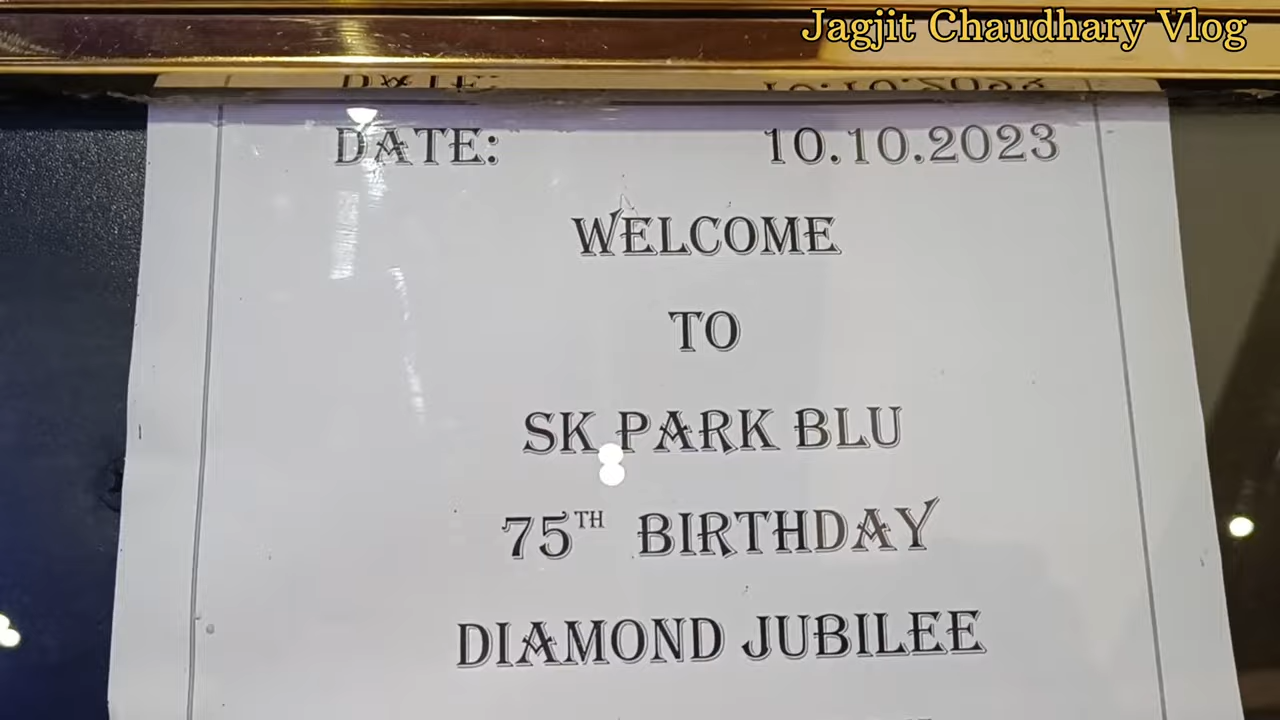 Jagjit Chaudhary Vlog
DATE: 10.10.2023
WELCOME
TO
SK PARK BLU
75TH BIRTHDAY
DIAMOND JUBILEE